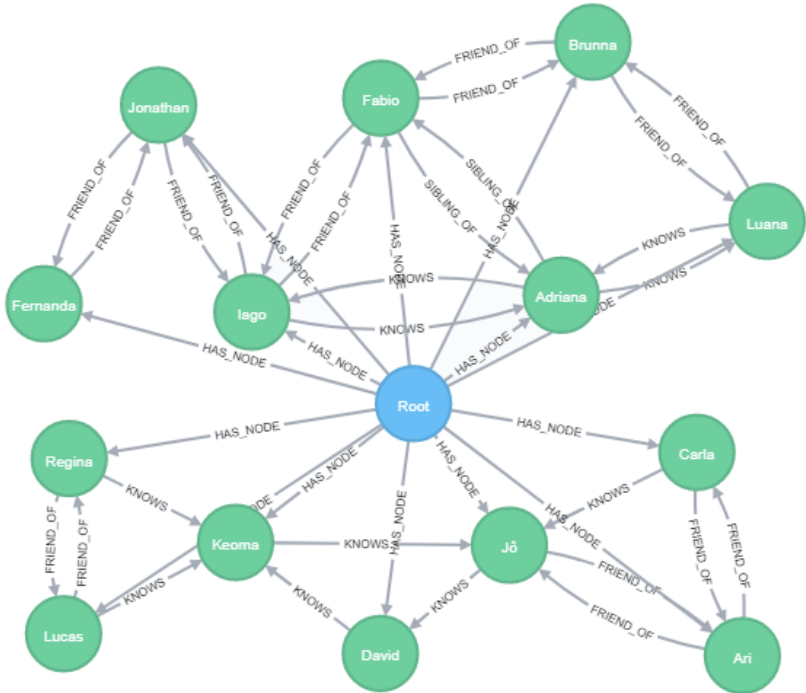 Brunna
FRIEND_OF
FRIEND_OF
Fabio
Jonathan
FRIEND_OF
FRIEND_OF
FRIEND_OF
FRIEND_OF
FRIEND_OF
FRIEND_OF
FRIEND_OF
FRIEND_OF
SIBLING_OF
SIBLING_OF
HAS_NODE
Luana
HAS_NODE
HAS_NODE
KNOWS
KNOWS
KNOWS
Fernanda
Iago
Adriana
KNOWS
HAS_NODE
HAS_NODE
HAS_NODE
Root
HAS_NODE
HAS_NODE
Regina
Carla
HAS_NODE
HAS_NODE
KNOWS
KNOWS
HAS_NODE
FRIEND_OF
FRIEND_OF
FRIEND_OF
FRIEND_OF
HAS_NODE
Keoma
KNOWS
Jô
FRIEND_OF
KNOWS
KNOWS
KNOWS
FRIEND_OF
Lucas
David
Ari